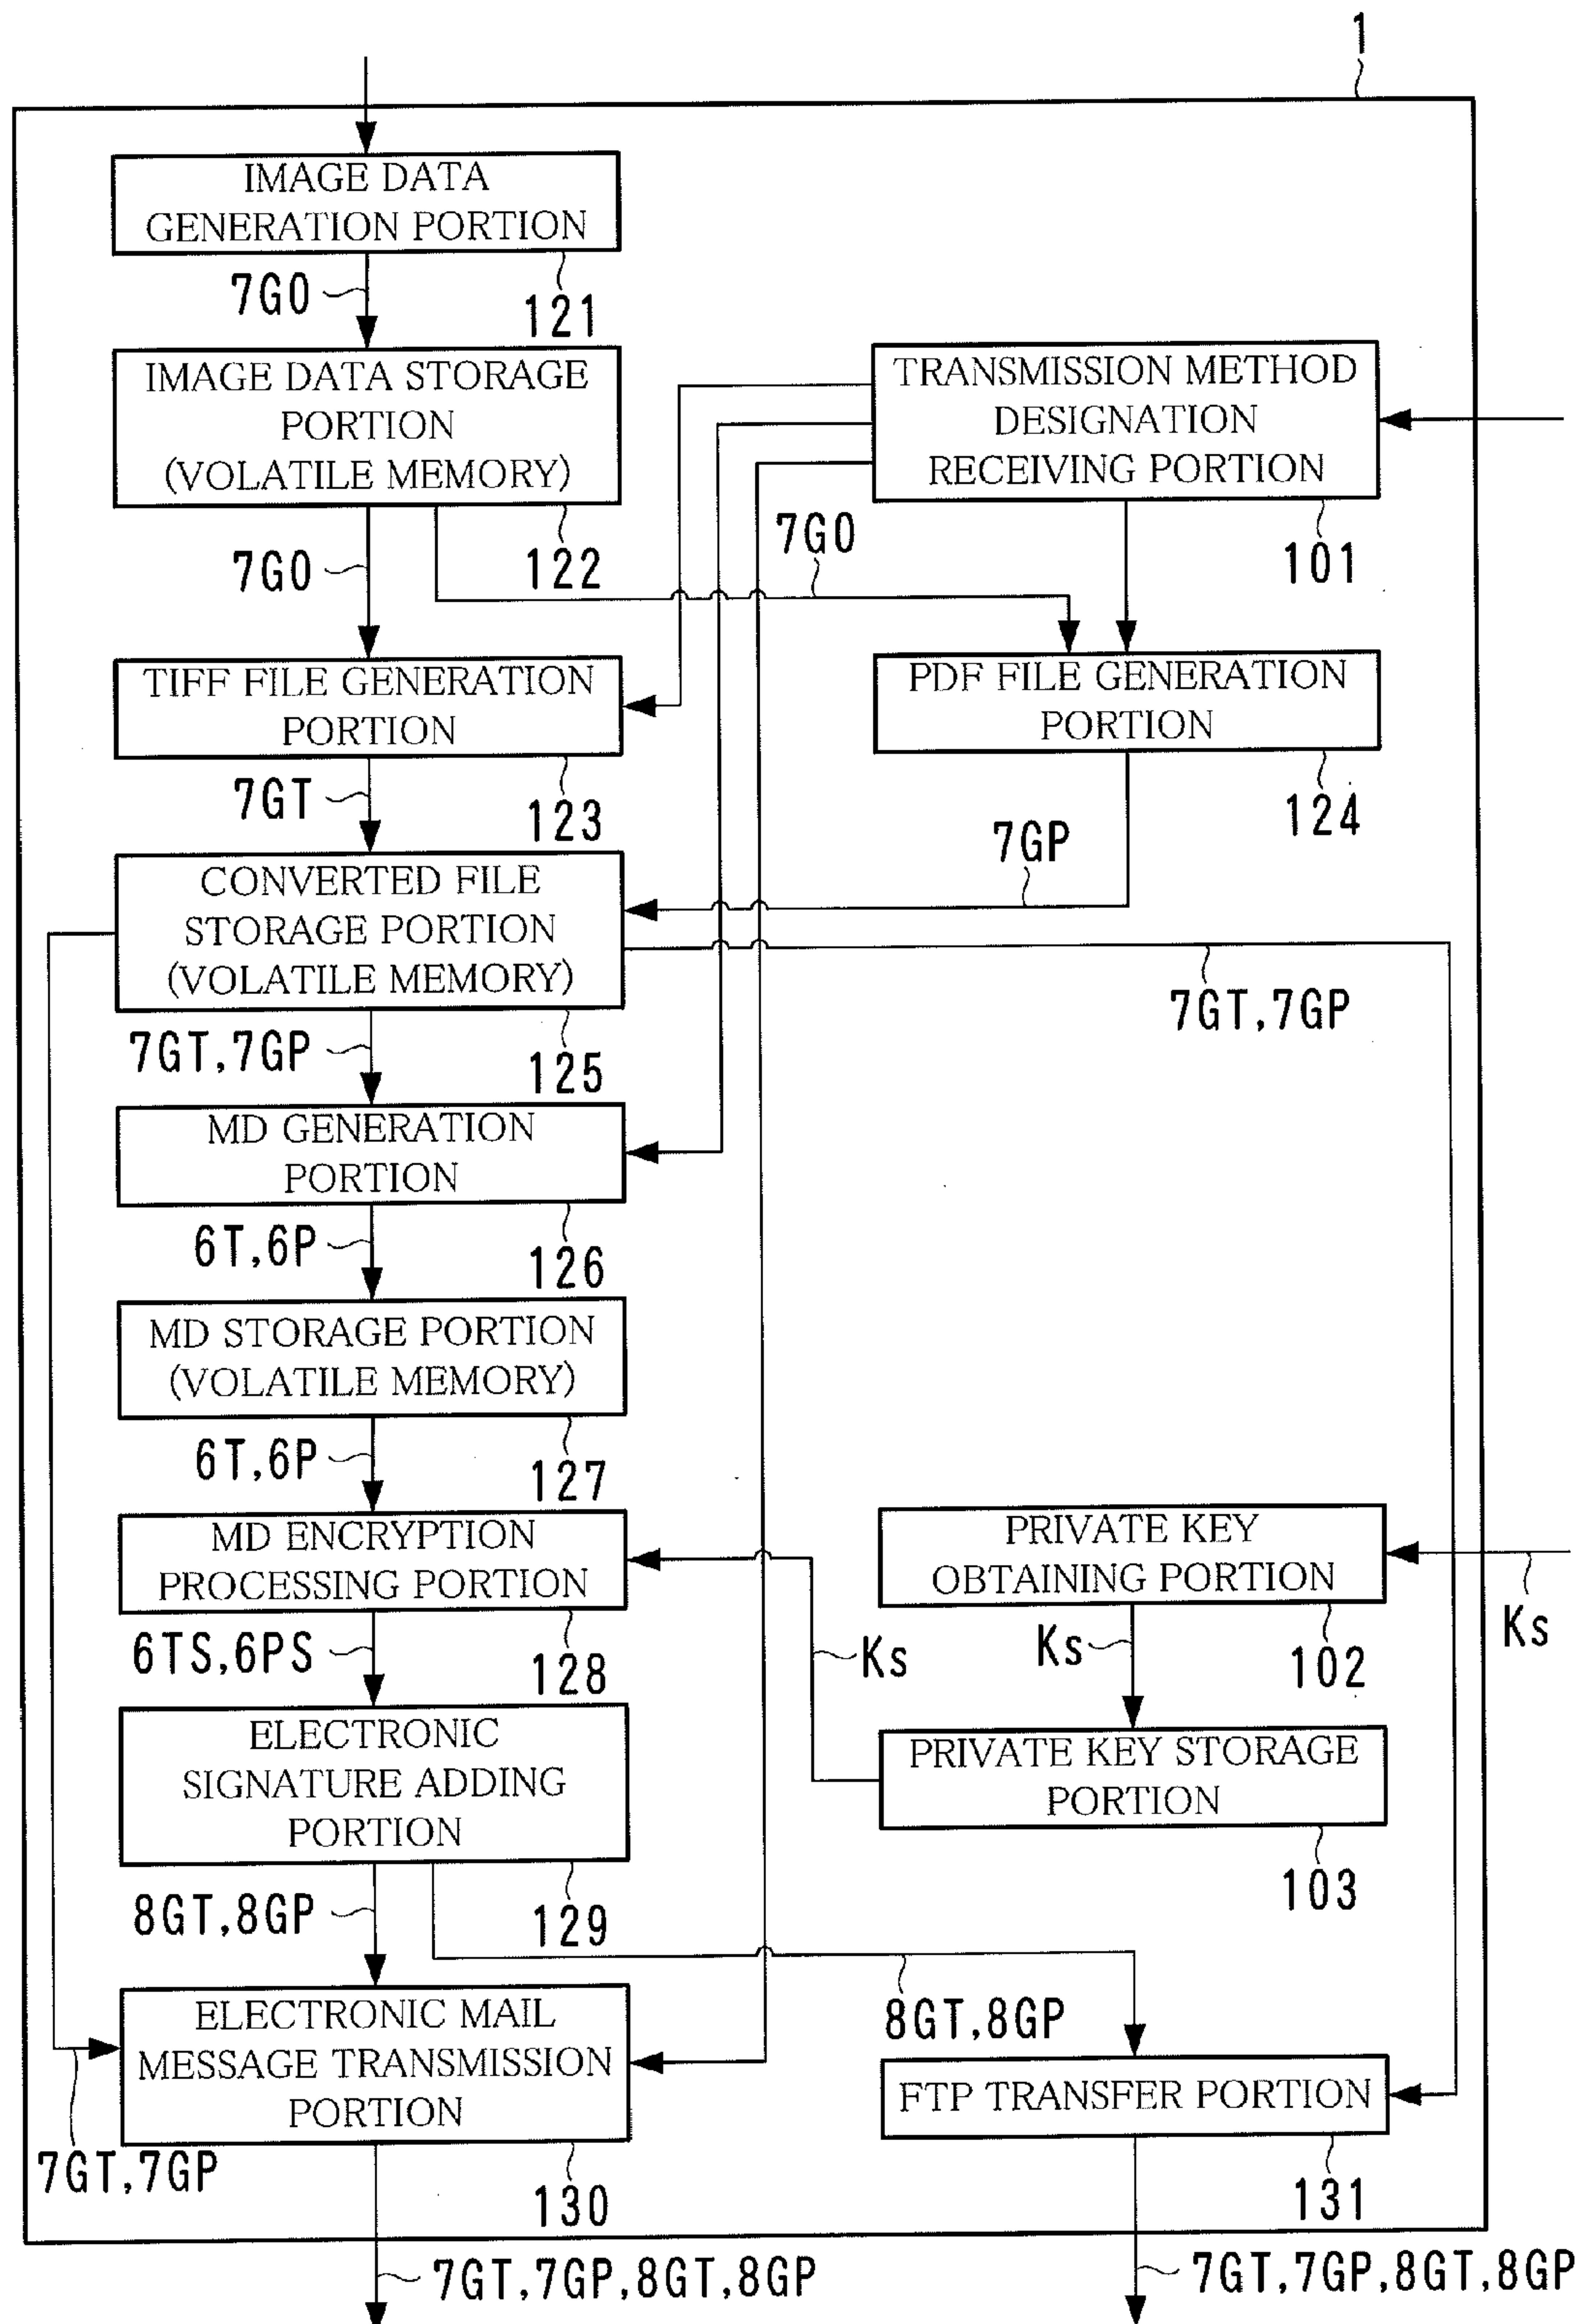 1
IMAGE DATA
GENERATION PORTION
7G0
121
IMAGE DATA STORAGE
PORTION
(VOLATILE MEMORY)
TRANSMISSION METHOD
DESIGNATION
RECEIVING PORTION
7G0
122
7G0
101
TIFF FILE GENERATION
PORTION
PDF FILE GENERATION
PORTION
7GT
123
124
7GP
CONVERTED FILE
STORAGE PORTION
(VOLATILE MEMORY)
7GT,7GP
7GT,7GP
125
MD GENERATION
PORTION
6T,6P
126
MD STORAGE PORTION
(VOLATILE MEMORY)
6T,6P
127
MD ENCRYPTION
PROCESSING PORTION
PRIVATE KEY
OBTAINING PORTION
Ks
6TS,6PS
128
Ks
Ks
102
ELECTRONIC
SIGNATURE ADDING
PORTION
PRIVATE KEY STORAGE
PORTION
103
8GT,8GP
129
8GT,8GP
ELECTRONIC MAIL
MESSAGE TRANSMISSION
PORTION
FTP TRANSFER PORTION
7GT,7GP
130
131
7GT,7GP,8GT,8GP
7GT,7GP,8GT,8GP